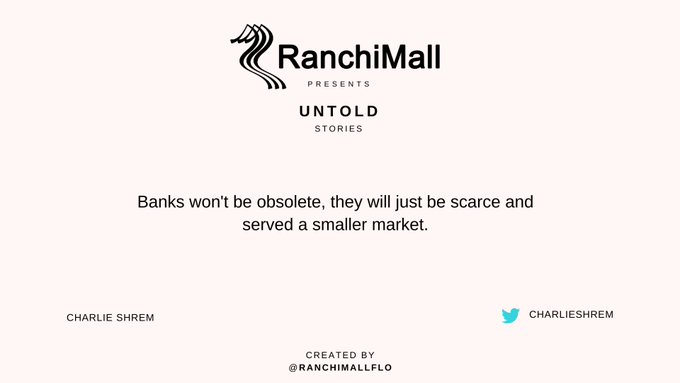 RanchiMall
PRESENTS
UNTOLD
STORIES
Banks won't be obsolete, they will just be scarce and
served a smaller market.
CHARLIE SHREM
CHARLIESHREM
CREATED BY
@RANCHIMALLFLO